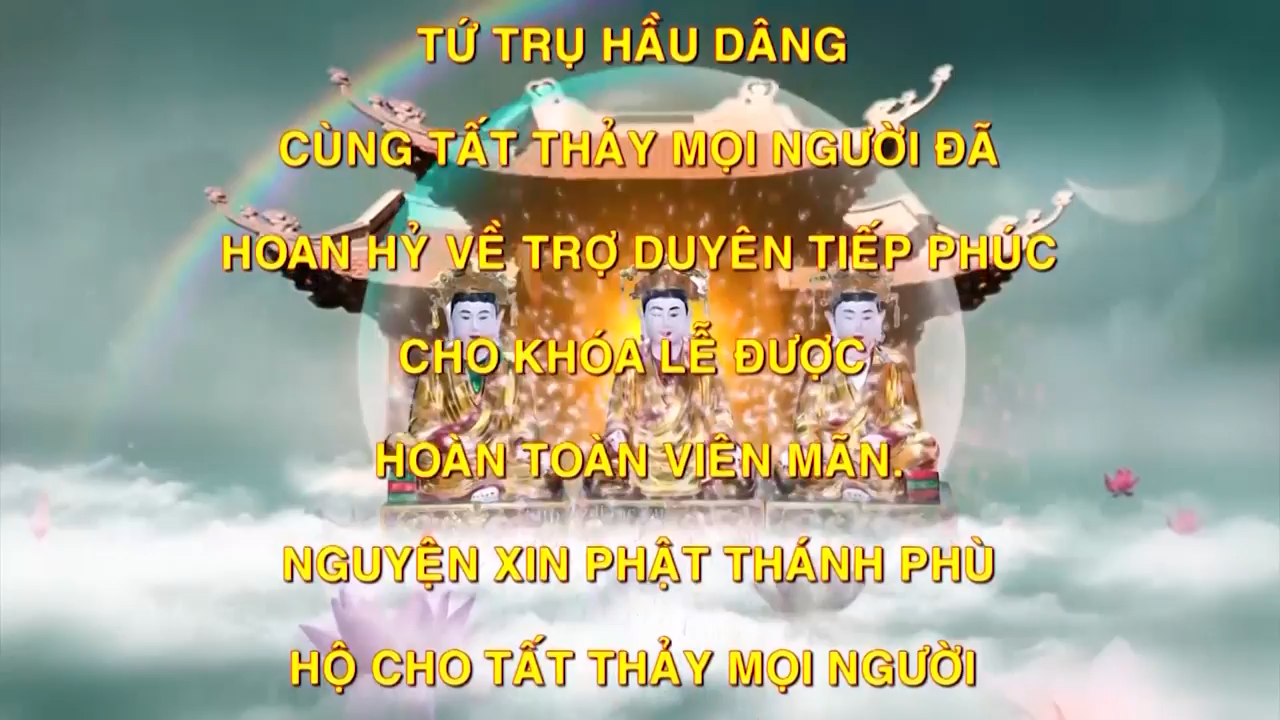 TỨ TRỤ HẦU DÂNG
CÙNG TẤT THẢY MỌI NGƯỜI ĐÃ
HOAN HỶ VỀ TRỢ DUYÊN TIẾP PHÚC
CHO KHÓA LỄ ĐƯỢC
HOÀN TOÀN VIÊN MÃN.
NGUYỆN XIN PHẬT THÁNH PHÙ
HỘ CHO TẤT THẢY MỌI NGƯỜI